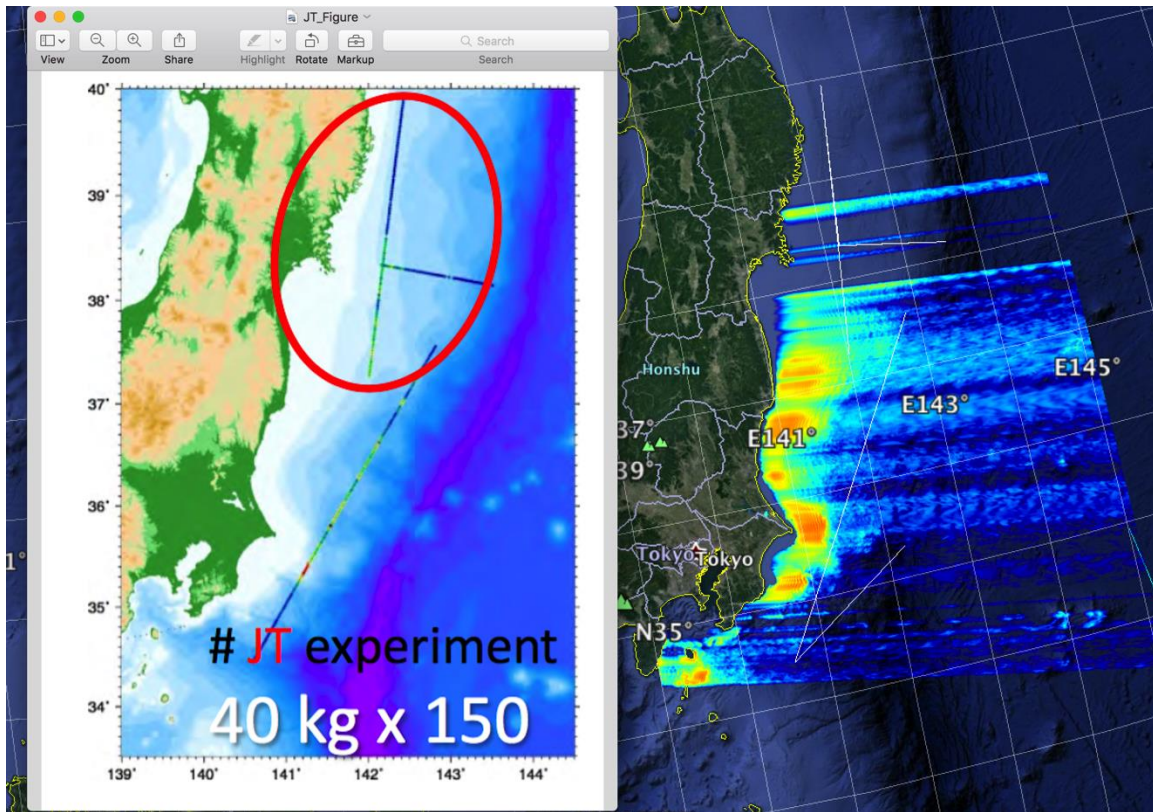 JT_Figure
Search
View
Zoom
Share
Highlight
Rotate
Markup
Search
40°
39°
38°
37°
36°
35°
34°
139°
140°
141°
142°
143°
144°
# JT experiment
40 kg x 150
Honshu
E145°
E143°
E141°
37°
39°
1°
Tokyo
Tokyo
N35°